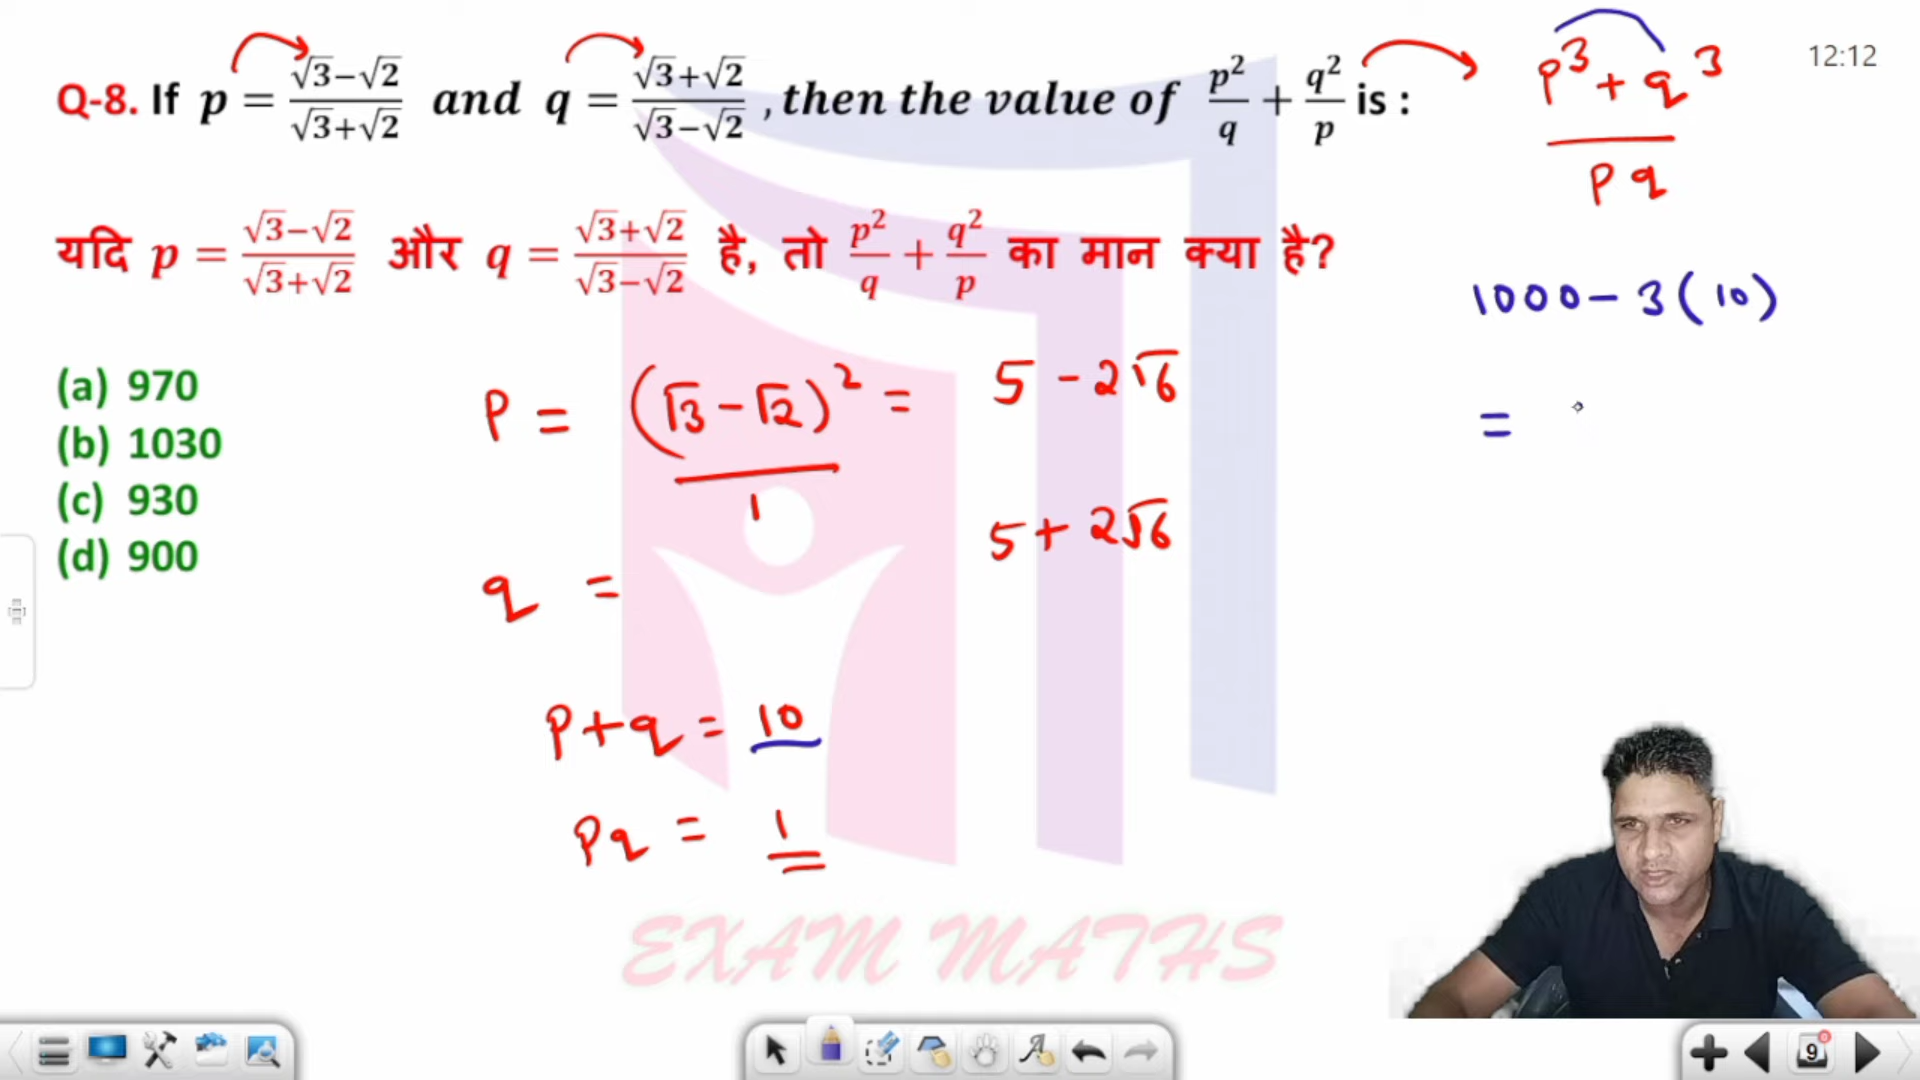 12:12
Q-8. If p = √3−√2/√3+√2 and q = √3+√2/√3−√2 , then the value of p²/q + q²/p is :
p³ + q³
p q
यदि p = √3−√2/√3+√2 और q = √3+√2/√3−√2 है, तो p²/q + q²/p का मान क्या है?
1000 − 3(10)
=
(a) 970
(b) 1030
(c) 930
(d) 900
P = (√3 − √2)²/1 = 5 − 2√6
q = 5 + 2√6
P + q = 10
Pq = 1
EXAM MATHS
9
0